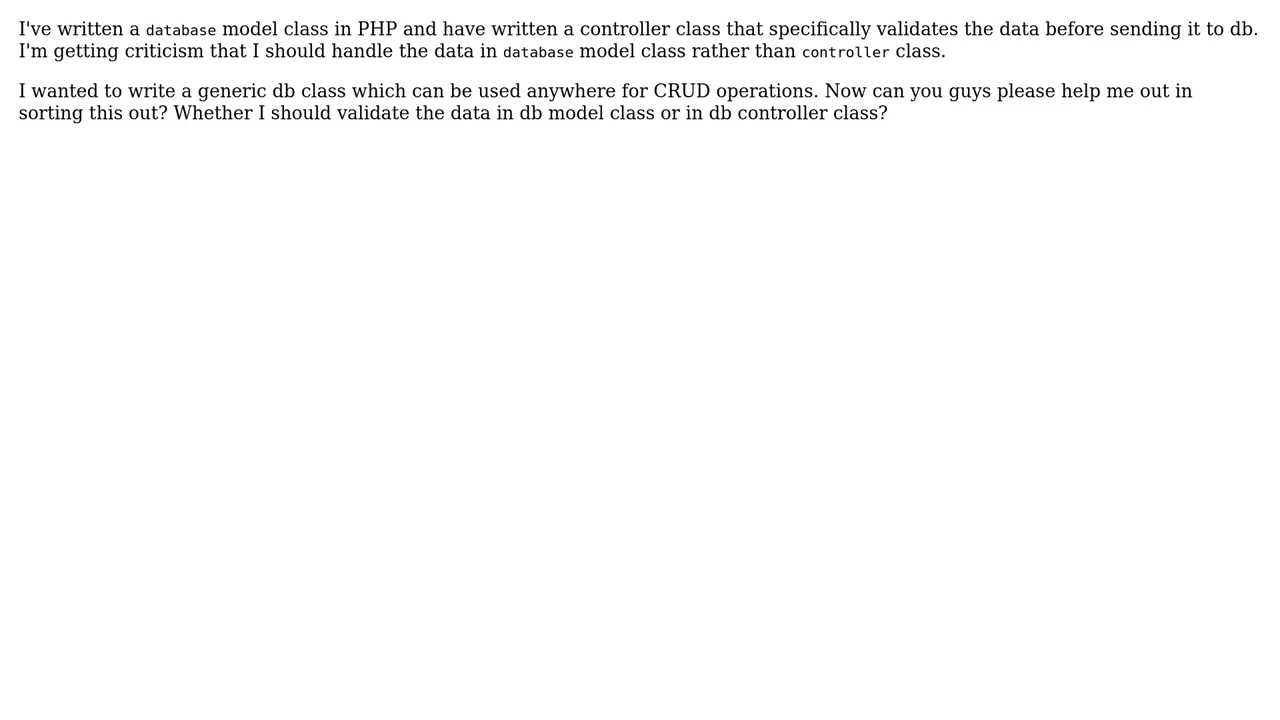 I've written a database model class in PHP and have written a controller class that specifically validates the data before sending it to db.
I'm getting criticism that I should handle the data in database model class rather than controller class.
I wanted to write a generic db class which can be used anywhere for CRUD operations. Now can you guys please help me out in
sorting this out? Whether I should validate the data in db model class or in db controller class?